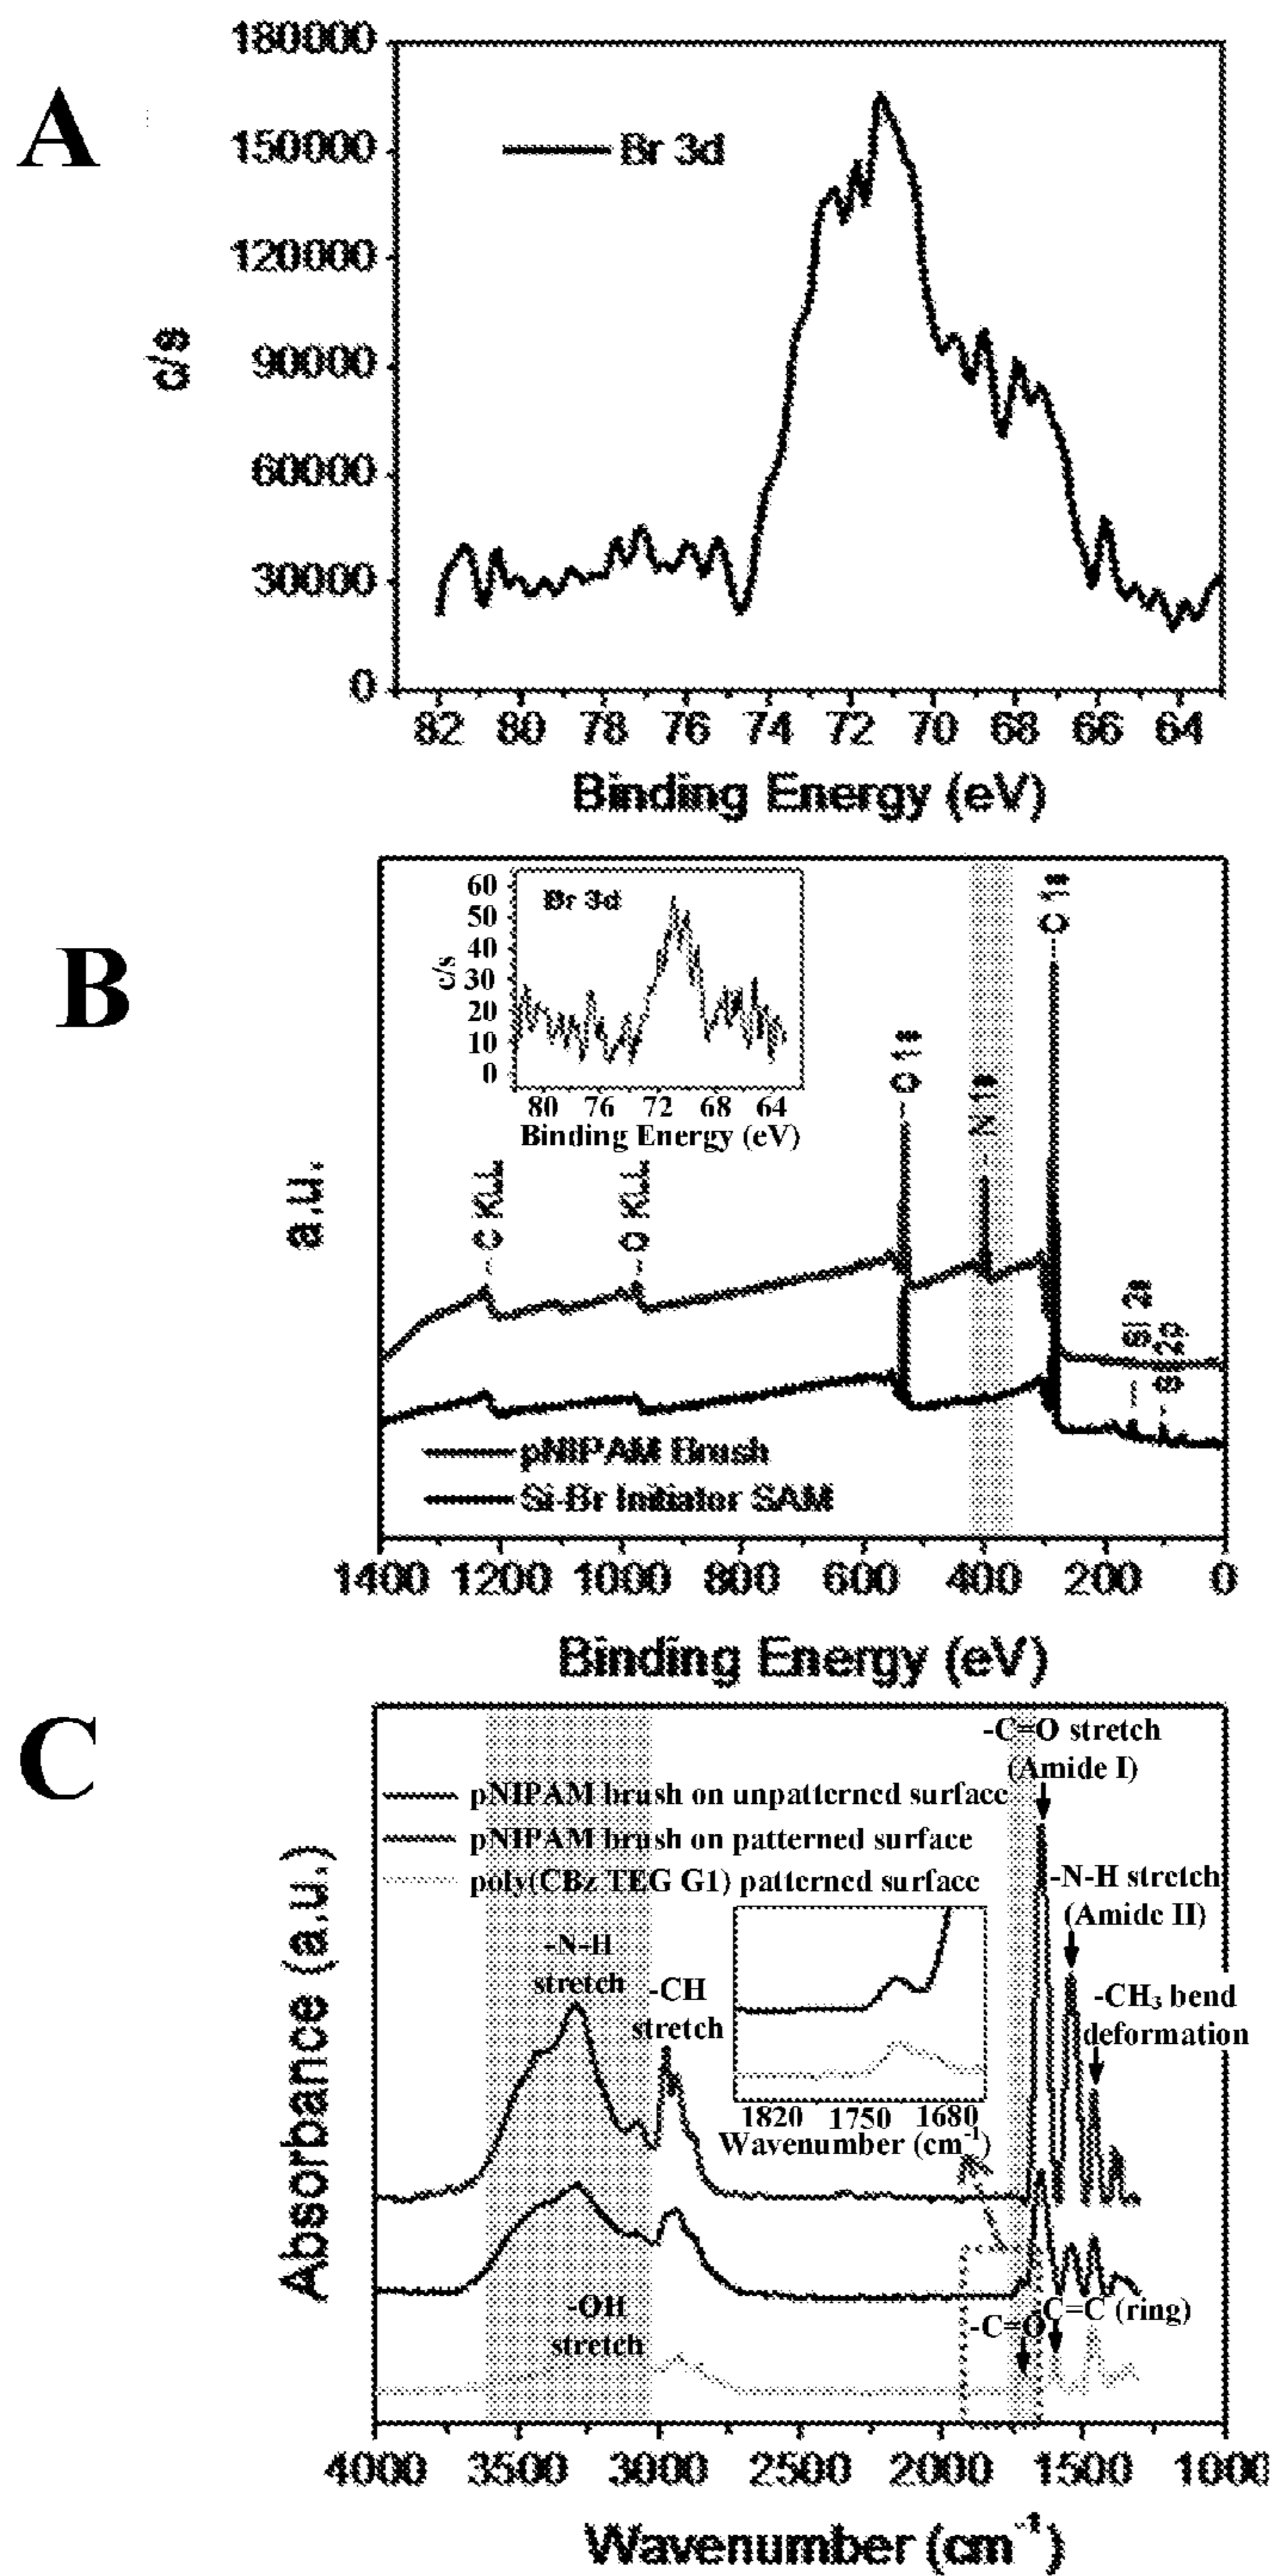 A
180000
150000
120000
90000
60000
30000
0
c/s
Br 3d
82 80 78 76 74 72 70 68 66 64
Binding Energy (eV)
B
a.u.
60
50
40
30
20
10
0
c/s
Br 3d
80 76 72 68 64
Binding Energy (eV)
C KLL
O KLL
O 1s
N 1s
C 1s
Si 2s
Si 2p
pNIPAM Brush
Si-Br Initiator SAM
1400 1200 1000 800 600 400 200 0
Binding Energy (eV)
C
Absorbance (a.u.)
-C=O stretch
(Amide I)
pNIPAM brush on unpatterned surface
pNIPAM brush on patterned surface
poly(CBz TEG G1) patterned surface
-N-H stretch
(Amide II)
-N-H
stretch
-CH
stretch
-CH₃ bend
deformation
1820 1750 1680
Wavenumber (cm⁻¹)
-OH
stretch
-C=O
C=C (ring)
4000 3500 3000 2500 2000 1500 1000
Wavenumber (cm⁻¹)